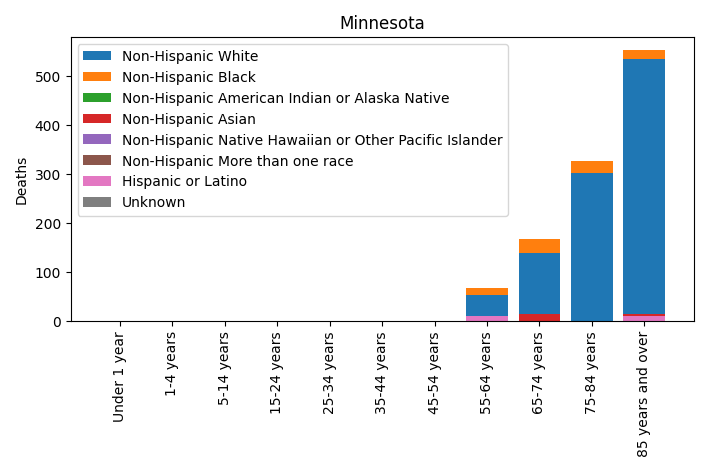 Minnesota
Non-Hispanic White
Non-Hispanic Black
Non-Hispanic American Indian or Alaska Native
Non-Hispanic Asian
Non-Hispanic Native Hawaiian or Other Pacific Islander
Non-Hispanic More than one race
Hispanic or Latino
Unknown
Deaths
500
400
300
200
100
0
Under 1 year
1-4 years
5-14 years
15-24 years
25-34 years
35-44 years
45-54 years
55-64 years
65-74 years
75-84 years
85 years and over